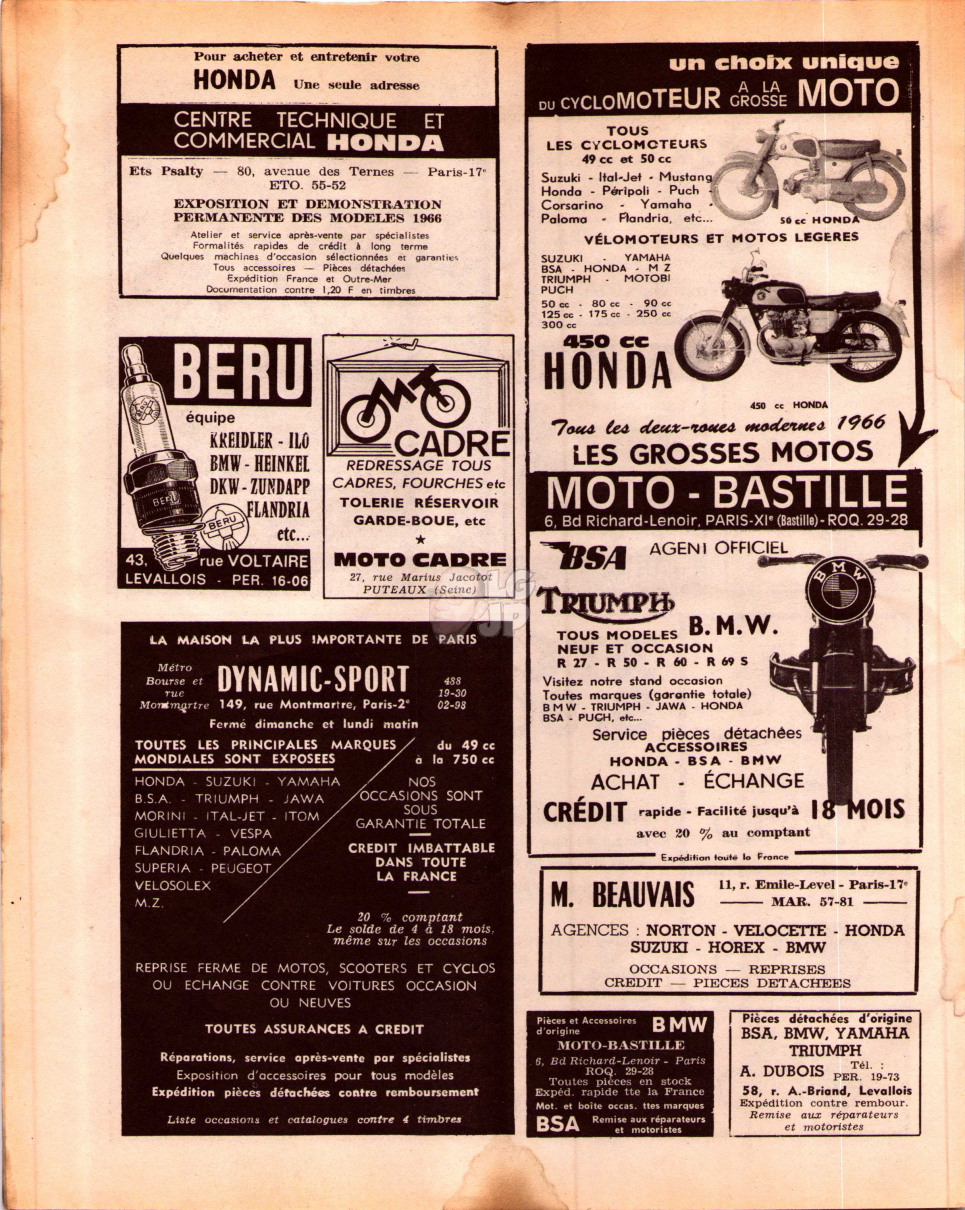 Pour acheter et entretenir votre
HONDA Une seule adresse
CENTRE TECHNIQUE ET
COMMERCIAL HONDA
Ets Psalty — 80, avenue des Ternes — Paris-17e
ETO. 55-52
EXPOSITION ET DEMONSTRATION
PERMANENTE DES MODELES 1966
Atelier et service après-vente par spécialistes
Formalités rapides de crédit à long terme
Quelques machines d'occasion sélectionnées et garanties
Tous accessoires — Pièces détachées
Expédition France et Outre-Mer
Documentation contre 1,20 F en timbres
BERU
équipe
KREIDLER - ILO
BMW - HEINKEL
DKW - ZUNDAPP
FLANDRIA
etc...
BERU
BERU
43, rue VOLTAIRE
LEVALLOIS - PER. 16-06
MOTO
CADRE
REDRESSAGE TOUS
CADRES, FOURCHES etc
TOLERIE RÉSERVOIR
GARDE-BOUE, etc
MOTO CADRE
27, rue Marius Jacotot
PUTEAUX (Seine)
LG
JP
LA MAISON LA PLUS IMPORTANTE DE PARIS
Métro
Bourse et
rue
Montmartre
DYNAMIC-SPORT
149, rue Montmartre, Paris-2e
488
19-30
02-98
Fermé dimanche et lundi matin
TOUTES LES PRINCIPALES MARQUES
MONDIALES SONT EXPOSEES
du 49 cc
à la 750 cc
HONDA - SUZUKI - YAMAHA
B.S.A. - TRIUMPH - JAWA
MORINI - ITAL-JET - ITOM
GIULIETTA - VESPA
FLANDRIA - PALOMA
SUPERIA - PEUGEOT
VELOSOLEX
M.Z.
NOS
OCCASIONS SONT
SOUS
GARANTIE TOTALE
CREDIT IMBATTABLE
DANS TOUTE
LA FRANCE
20 % comptant
Le solde de 4 à 18 mois,
même sur les occasions
REPRISE FERME DE MOTOS, SCOOTERS ET CYCLOS
OU ECHANGE CONTRE VOITURES OCCASION
OU NEUVES
TOUTES ASSURANCES A CREDIT
Réparations, service après-vente par spécialistes
Exposition d'accessoires pour tous modèles
Expédition pièces détachées contre remboursement
Liste occasions et catalogues contre 4 timbres
un choix unique
DU CYCLOMOTEUR A LA GROSSE MOTO
TOUS
LES CYCLOMOTEURS
49 cc et 50 cc
Suzuki - Ital-Jet - Mustang
Honda - Péripoli - Puch -
Corsarino - Yamaha -
Paloma - Flandria, etc...
50 cc HONDA
VÉLOMOTEURS ET MOTOS LEGERES
SUZUKI - YAMAHA
BSA - HONDA - M Z
TRIUMPH - MOTOBI
PUCH
50 cc - 80 cc - 90 cc
125 cc - 175 cc - 250 cc
300 cc
450 cc
HONDA
450 cc HONDA
Tous les deux-roues modernes 1966
LES GROSSES MOTOS
MOTO - BASTILLE
6, Bd Richard-Lenoir, PARIS-XIe (Bastille) - ROQ. 29-28
BSA AGENT OFFICIEL
BMW
TRIUMPH
TOUS MODELES B.M.W.
NEUF ET OCCASION
R 27 - R 50 - R 60 - R 69 S
Visitez notre stand occasion
Toutes marques (garantie totale)
B M W - TRIUMPH - JAWA - HONDA
BSA - PUCH, etc...
Service pièces détachées
ACCESSOIRES
HONDA - BSA - BMW
ACHAT - ÉCHANGE
CRÉDIT rapide - Facilité jusqu'à 18 MOIS
avec 20 % au comptant
Expédition toute la France
M. BEAUVAIS
11, r. Emile-Level - Paris-17e
MAR. 57-81
AGENCES : NORTON - VELOCETTE - HONDA
SUZUKI - HOREX - BMW
OCCASIONS — REPRISES
CREDIT — PIECES DETACHEES
Pièces et Accessoires
d'origine BMW
MOTO-BASTILLE
6, Bd Richard-Lenoir - Paris
ROQ. 29-28
Toutes pièces en stock
Expéd. rapide tte la France
Mot. et boîte occas. ttes marques
BSA Remise aux réparateurs
et motoristes
Pièces détachées d'origine
BSA, BMW, YAMAHA
TRIUMPH
A. DUBOIS Tél. :
PER. 19-73
58, r. A.-Briand, Levallois
Expédition contre rembour.
Remise aux réparateurs
et motoristes